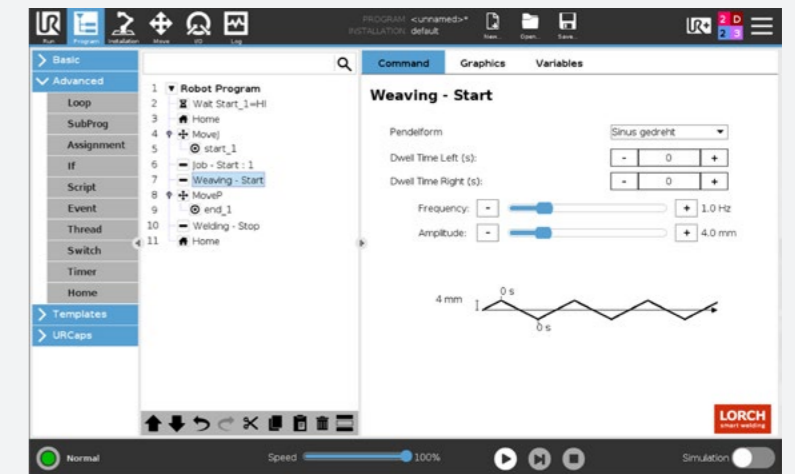 PROGRAM <unnamed>*
INSTALLATION default
Run
Program
Installation
Move
I/O
Log
New...
Open...
Save...
UR+
2 D
2 3
Basic
Advanced
Loop
SubProg
Assignment
If
Script
Event
Thread
Switch
Timer
Home
Templates
URCaps
1 Robot Program
2 Wait Start_1=HI
3 Home
4 MoveJ
5 start_1
6 Job - Start : 1
7 Weaving - Start
8 MoveP
9 end_1
10 Welding - Stop
11 Home
Command Graphics Variables
Weaving - Start
Pendelform Sinus gedreht
Dwell Time Left (s): - 0 +
Dwell Time Right (s): - 0 +
Frequency: - + 1.0 Hz
Amplitude: - + 4.0 mm
0 s
4 mm
0 s
LORCH
smart welding
Normal
Speed 100%
Simulation